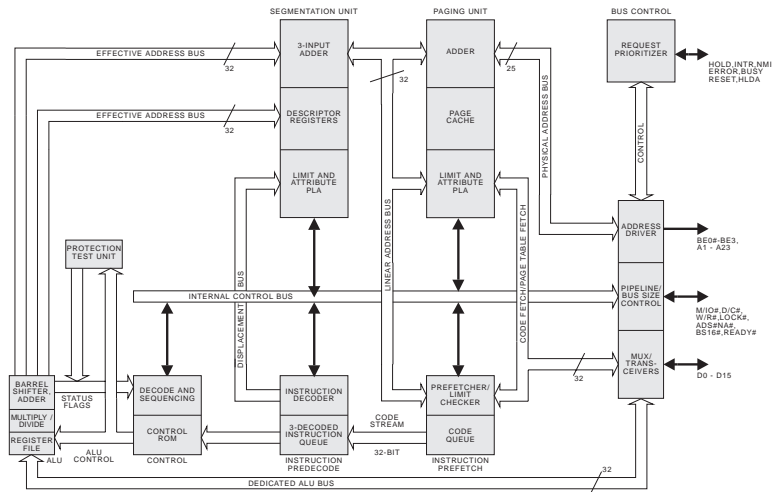 SEGMENTATION UNIT
PAGING UNIT
BUS CONTROL
EFFECTIVE ADDRESS BUS
32
3-INPUT
ADDER
32
ADDER
25
REQUEST
PRIORITIZER
HOLD,INTR,NMI
ERROR,BUSY
RESET,HLDA
EFFECTIVE ADDRESS BUS
32
DESCRIPTOR
REGISTERS
PAGE
CACHE
PHYSICAL ADDRESS BUS
CONTROL
LIMIT AND
ATTRIBUTE
PLA
LIMIT AND
ATTRIBUTE
PLA
LINEAR ADDRESS BUS
CODE FETCH/PAGE TABLE FETCH
ADDRESS
DRIVER
BE0#-BE3,
A1 - A23
PROTECTION
TEST UNIT
DISPLACEMENT BUS
INTERNAL CONTROL BUS
PIPELINE/
BUS SIZE
CONTROL
M/IO#,D/C#,
W/R#,LOCK#,
ADS#NA#,
BS16#,READY#
MUX/
TRANS-
CEIVERS
32
D0 - D15
BARREL
SHIFTER,
ADDER
MULTIPLY /
DIVIDE
REGISTER
FILE
STATUS
FLAGS
DECODE AND
SEQUENCING
CONTROL
ROM
INSTRUCTION
DECODER
3-DECODED
INSTRUCTION
QUEUE
PREFETCHER/
LIMIT
CHECKER
CODE
QUEUE
CODE
STREAM
32-BIT
ALU
ALU
CONTROL
CONTROL
INSTRUCTION
PREDECODE
INSTRUCTION
PREFETCH
DEDICATED ALU BUS
32